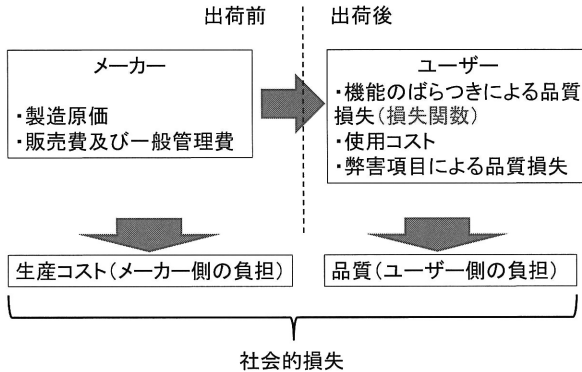 出荷前
出荷後
メーカー
・製造原価
・販売費及び一般管理費
ユーザー
・機能のばらつきによる品質
損失(損失関数)
・使用コスト
・弊害項目による品質損失
生産コスト(メーカー側の負担)
品質(ユーザー側の負担)
社会的損失